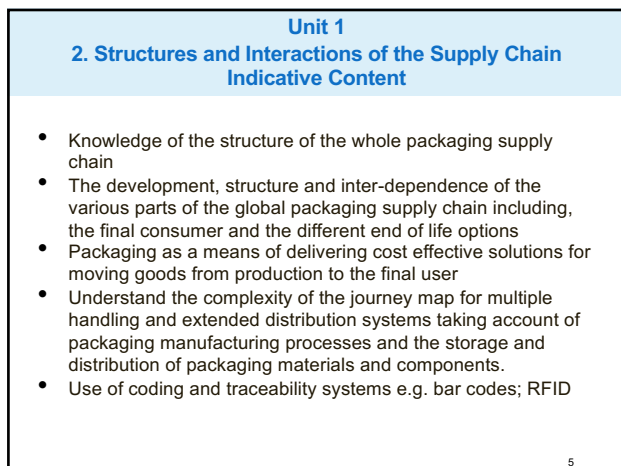 Unit 1
2. Structures and Interactions of the Supply Chain
Indicative Content
• Knowledge of the structure of the whole packaging supply
chain
• The development, structure and inter-dependence of the
various parts of the global packaging supply chain including,
the final consumer and the different end of life options
• Packaging as a means of delivering cost effective solutions for
moving goods from production to the final user
• Understand the complexity of the journey map for multiple
handling and extended distribution systems taking account of
packaging manufacturing processes and the storage and
distribution of packaging materials and components.
• Use of coding and traceability systems e.g. bar codes; RFID
5